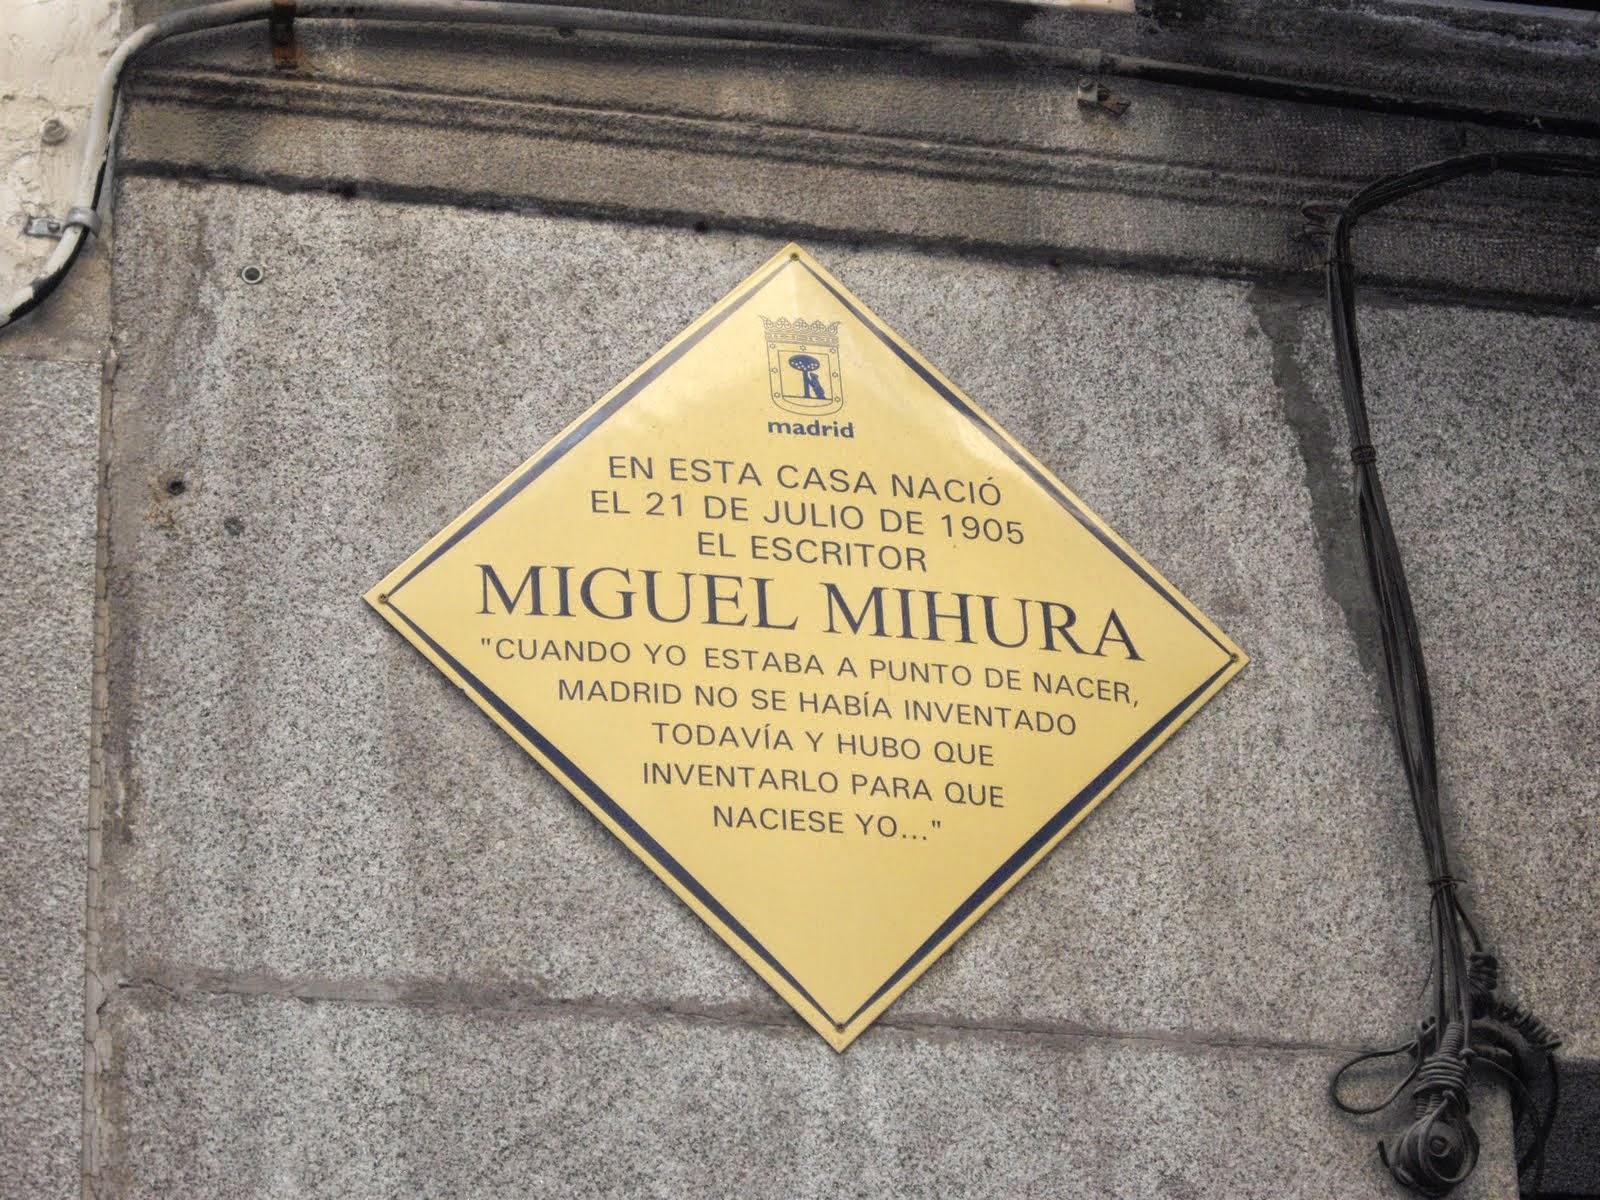 madrid
EN ESTA CASA NACIÓ
EL 21 DE JULIO DE 1905
EL ESCRITOR
MIGUEL MIHURA
"CUANDO YO ESTABA A PUNTO DE NACER,
MADRID NO SE HABÍA INVENTADO
TODAVÍA Y HUBO QUE
INVENTARLO PARA QUE
NACIESE YO..."